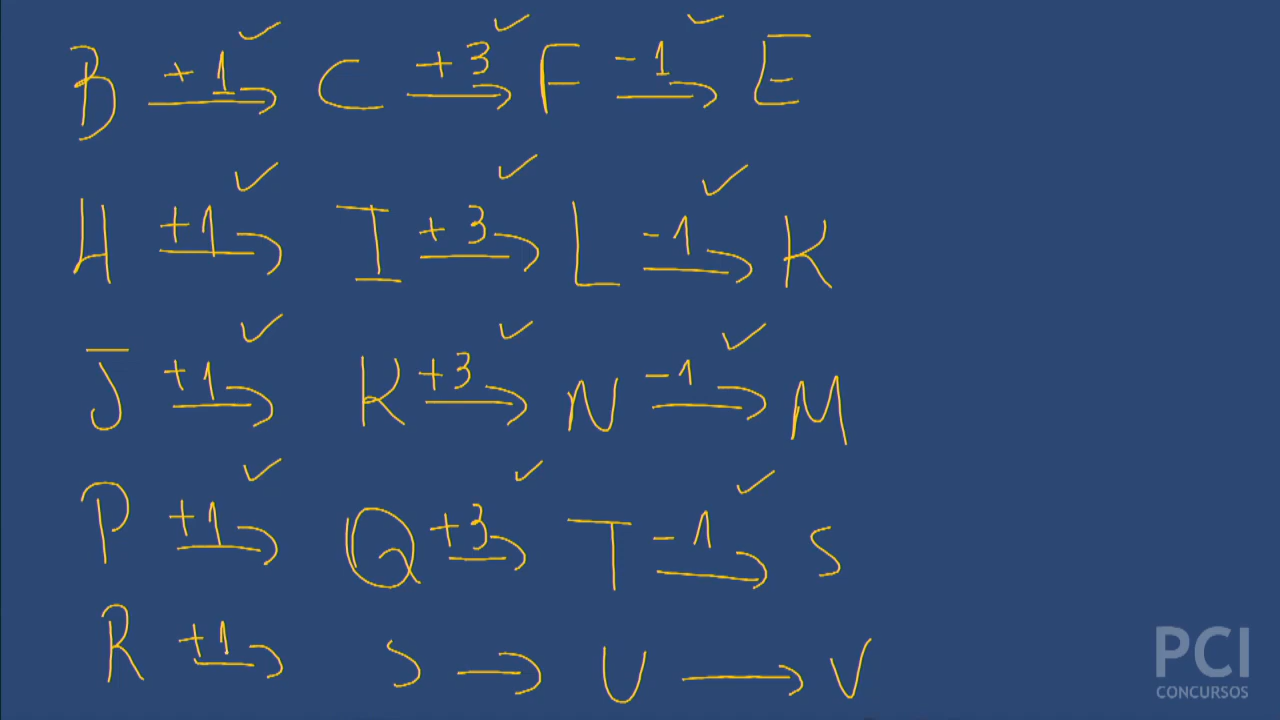 B +1 → C +3 → F -1 → E
H +1 → I +3 → L -1 → K
J +1 → K +3 → N -1 → M
P +1 → Q +3 → T -1 → S
R +1 → S → U → V
PCI
CONCURSOS